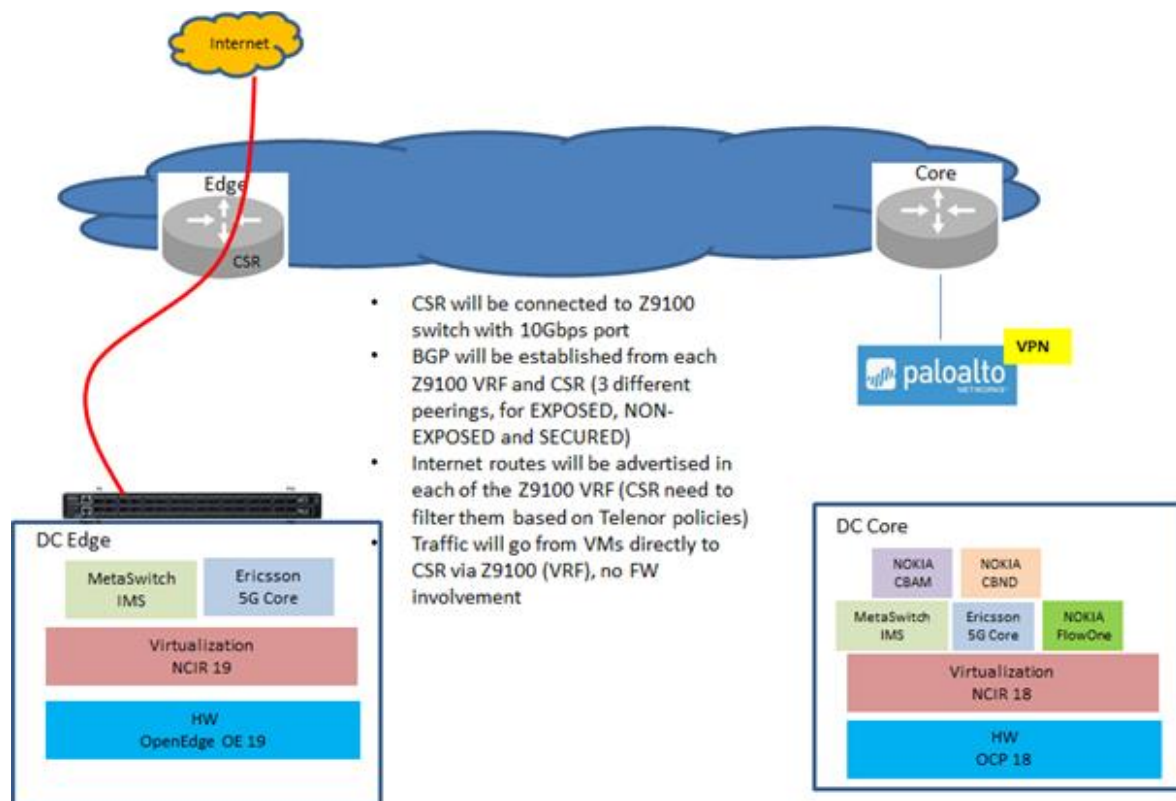 Internet
Edge
CSR
Core
• CSR will be connected to Z9100
switch with 10Gbps port
• BGP will be established from each
Z9100 VRF and CSR (3 different
peerings, for EXPOSED, NON-
EXPOSED and SECURED)
• Internet routes will be advertised in
each of the Z9100 VRF (CSR need to
filter them based on Telenor policies)
• Traffic will go from VMs directly to
CSR via Z9100 (VRF), no FW
involvement
VPN
paloalto
NETWORKS
DC Edge
MetaSwitch
IMS
Ericsson
5G Core
Virtualization
NCIR 19
HW
OpenEdge OE 19
DC Core
NOKIA
CBAM
NOKIA
CBND
MetaSwitch
IMS
Ericsson
5G Core
NOKIA
FlowOne
Virtualization
NCIR 18
HW
OCP 18